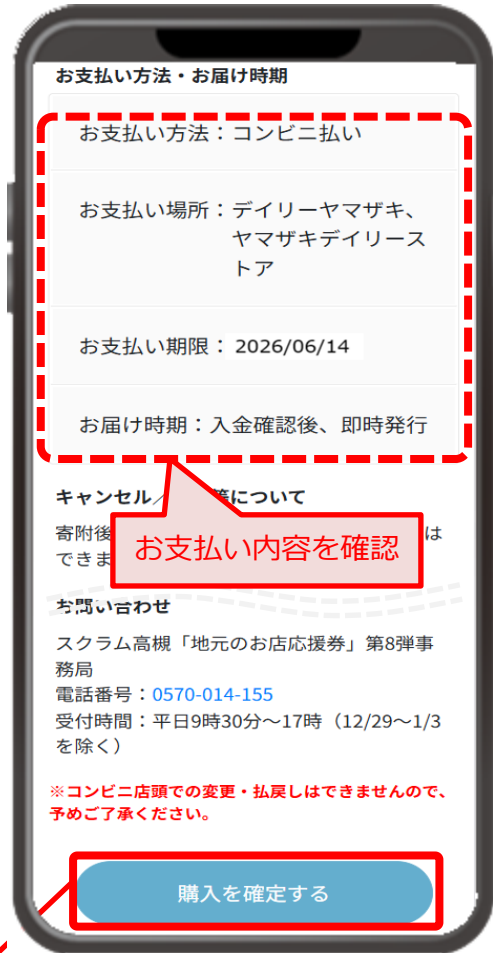 お支払い方法・お届け時期
お支払い方法：コンビニ払い
お支払い場所：デイリーヤマザキ、
ヤマザキデイリース
トア
お支払い期限：2026/06/14
お届け時期：入金確認後、即時発行
キャンセル／等について
お支払い内容を確認
寄附後は
できま
お問い合わせ
スクラム高槻「地元のお店応援券」第8弾事
務局
電話番号：0570-014-155
受付時間：平日9時30分～17時（12/29～1/3
を除く）
※コンビニ店頭での変更・払戻しはできませんので、
予めご了承ください。
購入を確定する